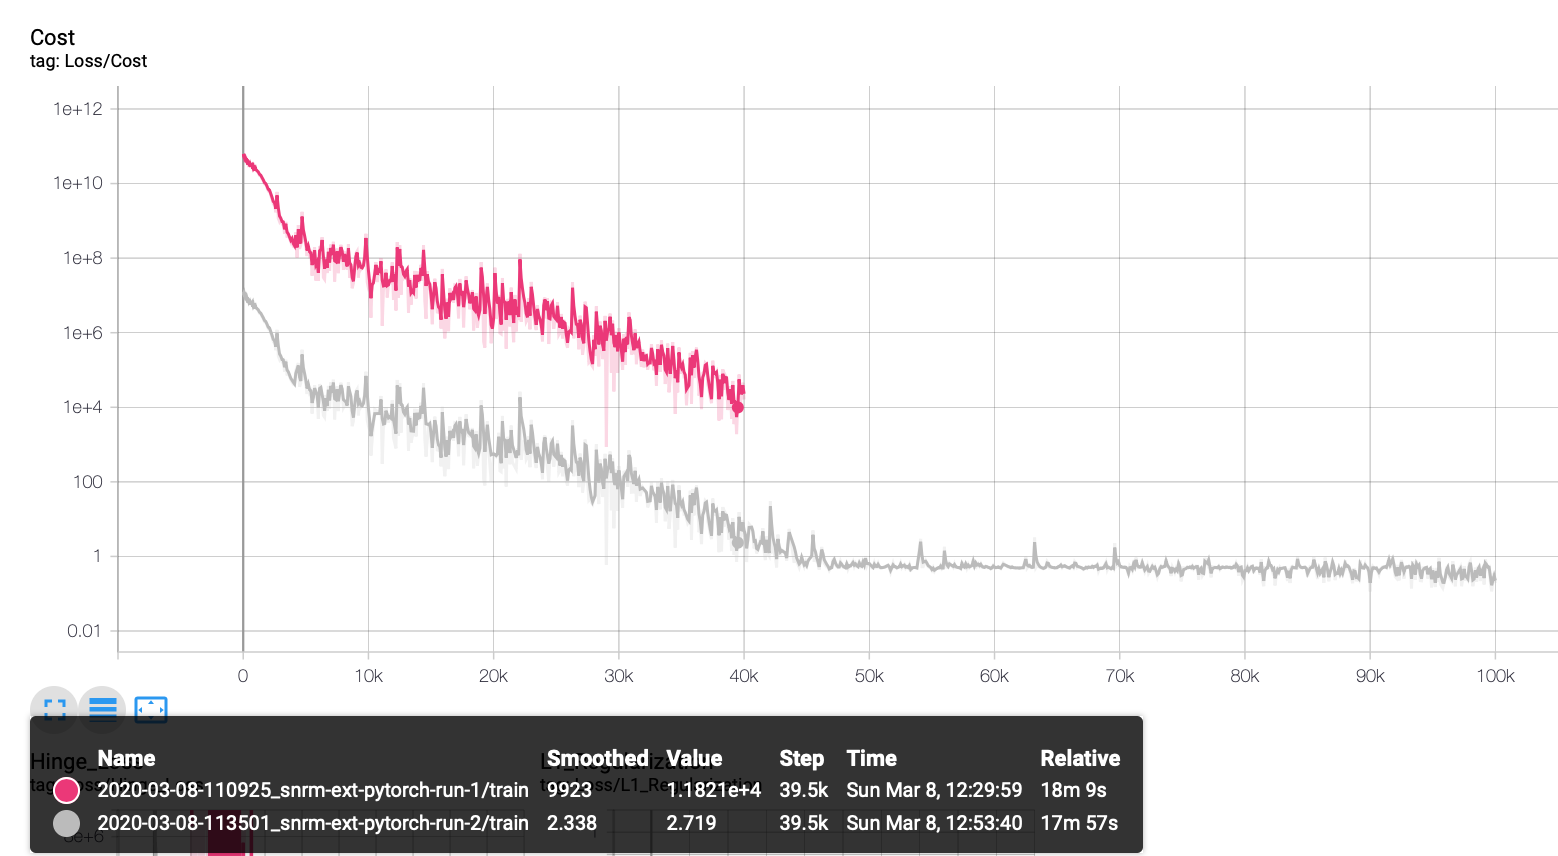 Cost
tag: Loss/Cost
1e+12
1e+10
1e+8
1e+6
1e+4
100
1
0.01
0 10k 20k 30k 40k 50k 60k 70k 80k 90k 100k
Name Smoothed Value Step Time Relative
2020-03-08-110925_snrm-ext-pytorch-run-1/train 9923 1.1821e+4 39.5k Sun Mar 8, 12:29:59 18m 9s
2020-03-08-113501_snrm-ext-pytorch-run-2/train 2.338 2.719 39.5k Sun Mar 8, 12:53:40 17m 57s